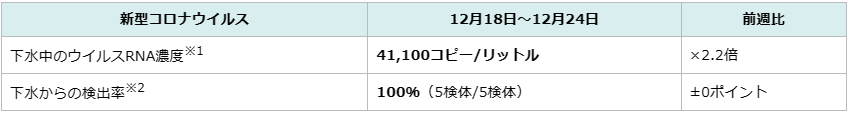 新型コロナウイルス 12月18日～12月24日 前週比
下水中のウイルスRNA濃度※1 41,100コピー/リットル ×2.2倍
下水からの検出率※2 100%（5検体/5検体） ±0ポイント